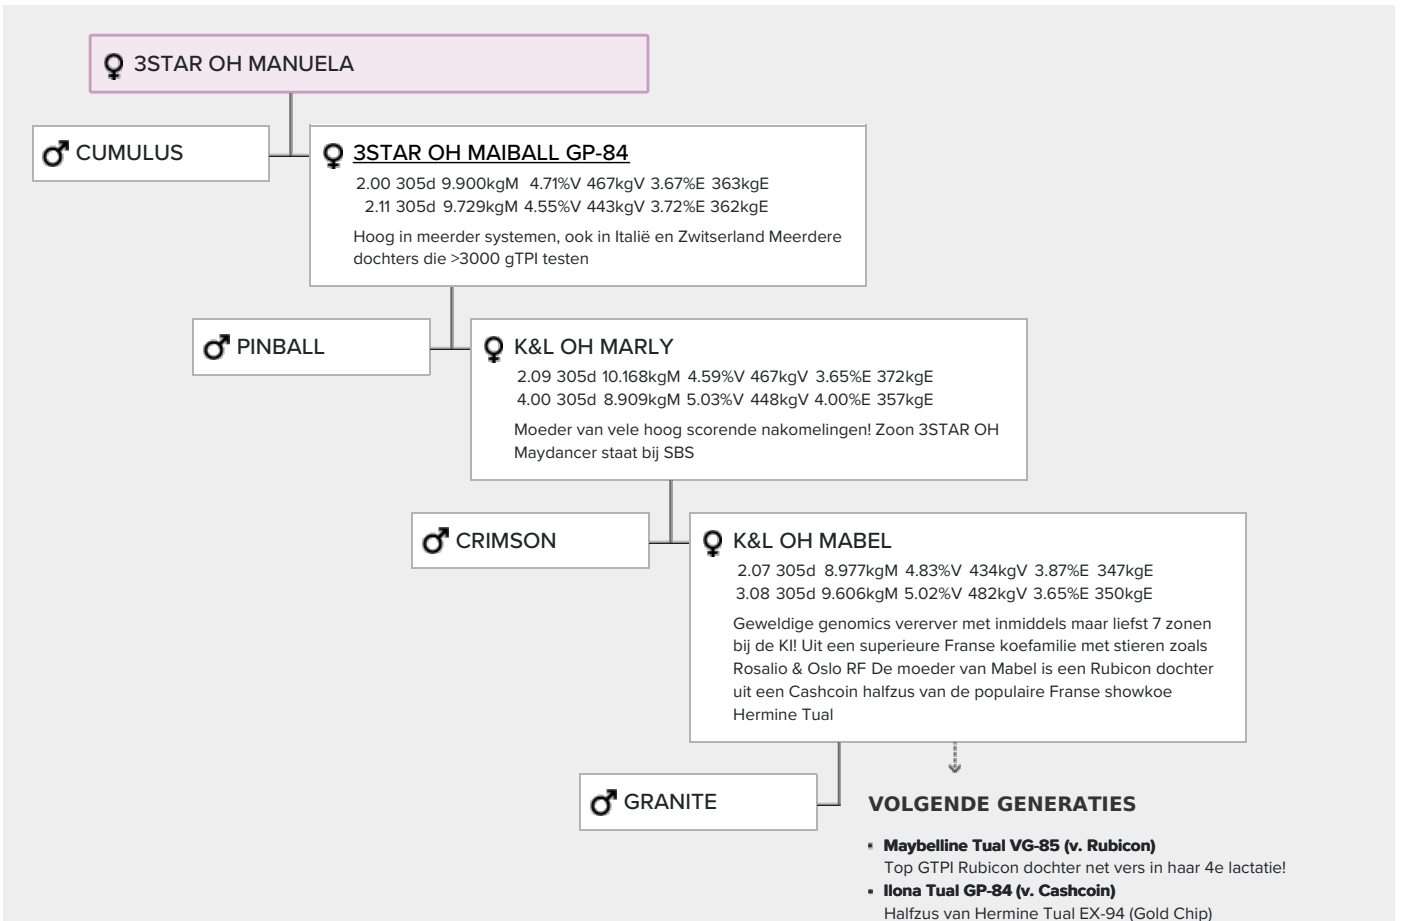 3STAR OH MANUELA
CUMULUS
3STAR OH MAIBALL GP-84
2.00 305d 9.900kgM 4.71%V 467kgV 3.67%E 363kgE
2.11 305d 9.729kgM 4.55%V 443kgV 3.72%E 362kgE
Hoog in meerder systemen, ook in Italië en Zwitserland Meerdere
dochters die >3000 gTPI testen
PINBALL
K&L OH MARLY
2.09 305d 10.168kgM 4.59%V 467kgV 3.65%E 372kgE
4.00 305d 8.909kgM 5.03%V 448kgV 4.00%E 357kgE
Moeder van vele hoog scorende nakomelingen! Zoon 3STAR OH
Maydancer staat bij SBS
CRIMSON
K&L OH MABEL
2.07 305d 8.977kgM 4.83%V 434kgV 3.87%E 347kgE
3.08 305d 9.606kgM 5.02%V 482kgV 3.65%E 350kgE
Geweldige genomics vererver met inmiddels maar liefst 7 zonen
bij de KI! Uit een superieure Franse koefamilie met stieren zoals
Rosalio & Oslo RF De moeder van Mabel is een Rubicon dochter
uit een Cashcoin halfzus van de populaire Franse showkoe
Hermine Tual
GRANITE
VOLGENDE GENERATIES
Maybelline Tual VG-85 (v. Rubicon)
Top GTPI Rubicon dochter net vers in haar 4e lactatie!
Ilona Tual GP-84 (v. Cashcoin)
Halfzus van Hermine Tual EX-94 (Gold Chip)